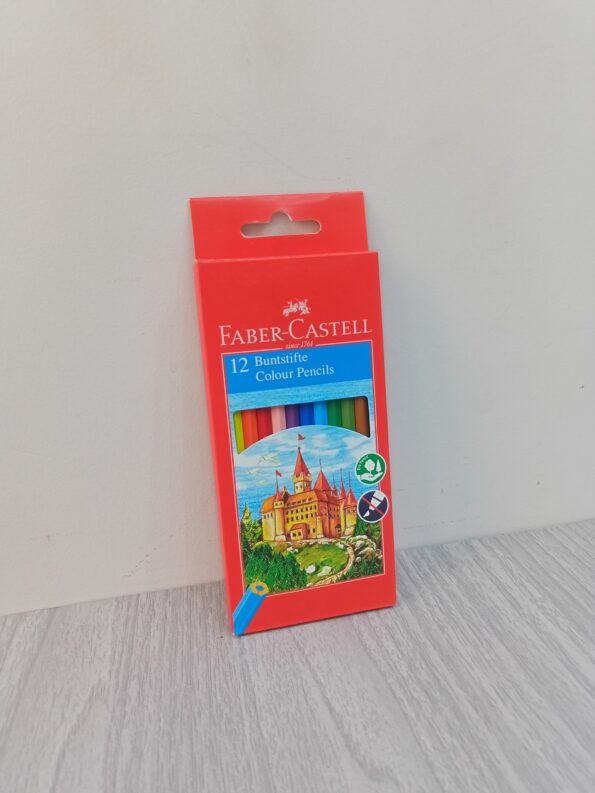 FABER-CASTELL
since 1761
12 Buntstifte
Colour Pencils